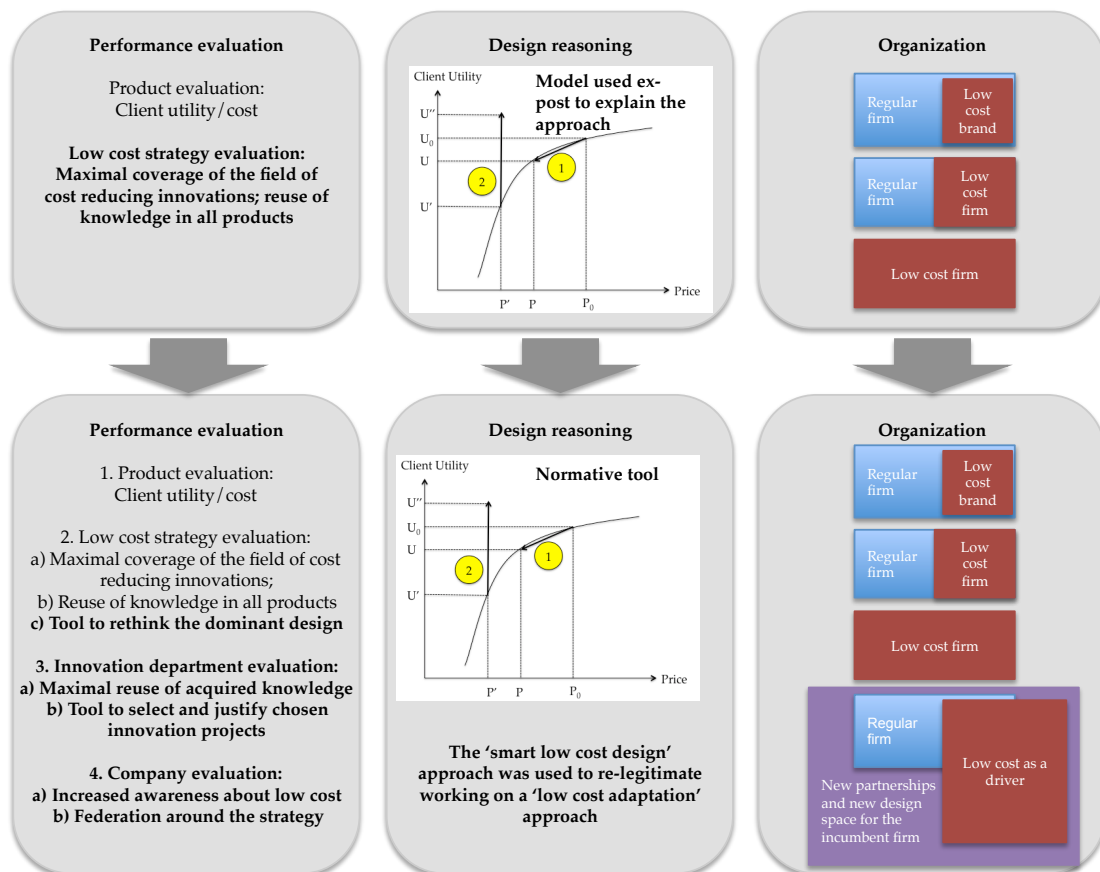 Performance evaluation
Product evaluation:
Client utility/cost
Low cost strategy evaluation:
Maximal coverage of the field of
cost reducing innovations; reuse of
knowledge in all products
Design reasoning
Client Utility
Model used ex-
post to explain the
approach
U''
U₀
U
U'
1
2
P'
P
P₀
Price
Organization
Regular
firm
Low
cost
brand
Regular
firm
Low
cost
firm
Low cost firm
Performance evaluation
1. Product evaluation:
Client utility/cost
2. Low cost strategy evaluation:
a) Maximal coverage of the field of cost
reducing innovations;
b) Reuse of knowledge in all products
c) Tool to rethink the dominant design
3. Innovation department evaluation:
a) Maximal reuse of acquired knowledge
b) Tool to select and justify chosen
innovation projects
4. Company evaluation:
a) Increased awareness about low cost
b) Federation around the strategy
Design reasoning
Client Utility
Normative tool
U''
U₀
U
U'
1
2
P'
P
P₀
Price
The 'smart low cost design'
approach was used to re-legitimate
working on a 'low cost adaptation'
approach
Organization
Regular
firm
Low
cost
brand
Regular
firm
Low
cost
firm
Low cost firm
Regular
firm
Low cost as a
driver
New partnerships
and new design
space for the
incumbent firm